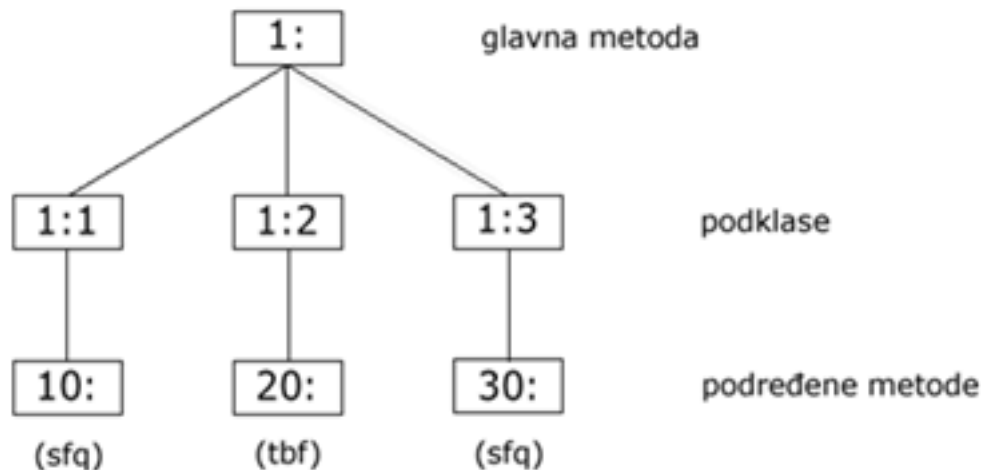 1: glavna metoda
1:1 1:2 1:3 podklase
10: 20: 30: podređene metode
(sfq) (tbf) (sfq)